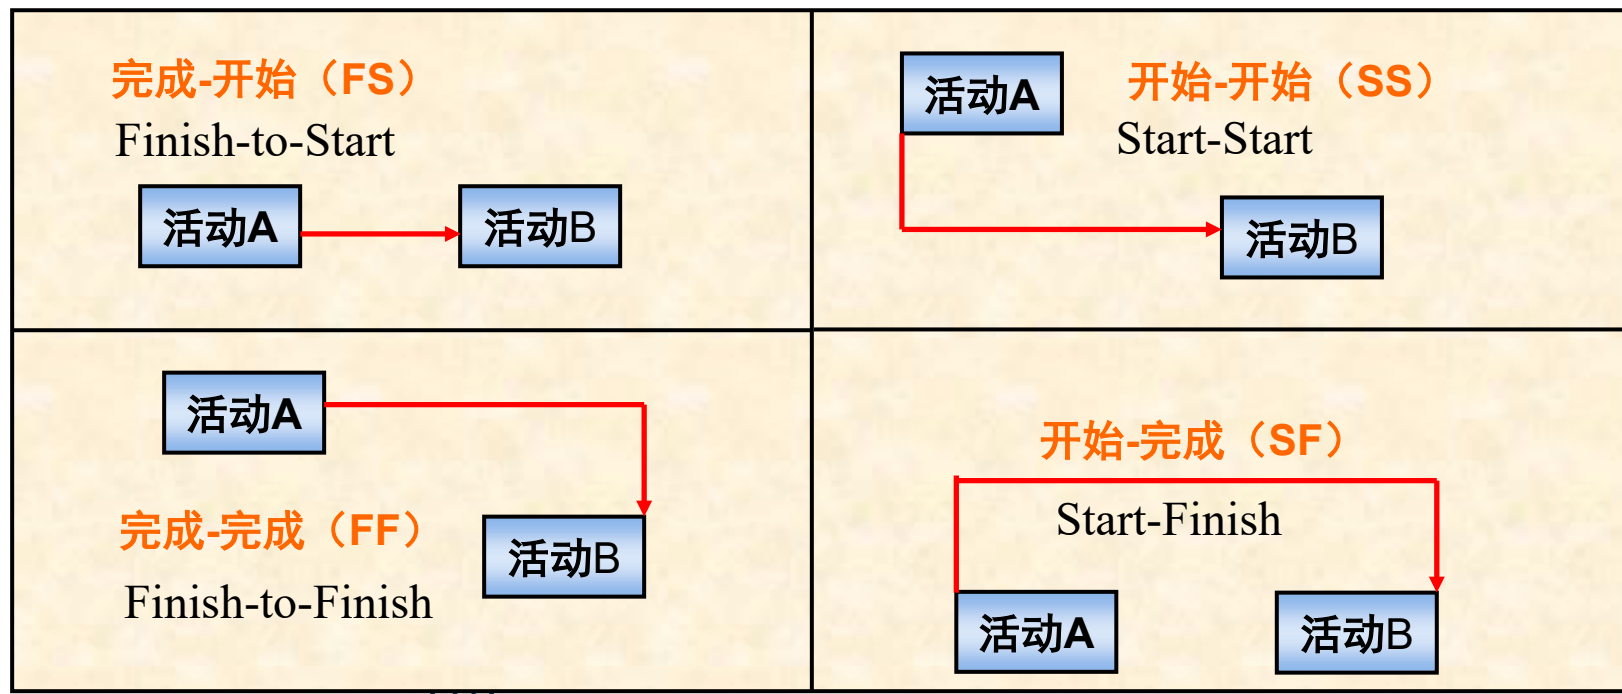 完成-开始（FS）
Finish-to-Start
活动A
活动B
活动A
开始-开始（SS）
Start-Start
活动B
活动A
完成-完成（FF）
活动B
Finish-to-Finish
开始-完成（SF）
Start-Finish
活动A
活动B